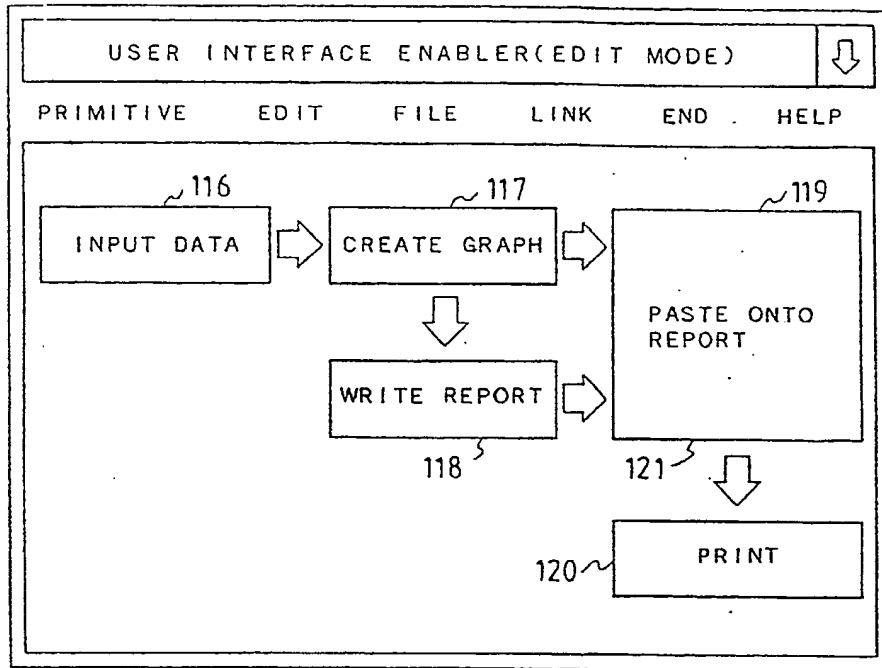 USER INTERFACE ENABLER(EDIT MODE)
PRIMITIVE EDIT FILE LINK END HELP
116 117 119
INPUT DATA CREATE GRAPH
PASTE ONTO
REPORT
WRITE REPORT
118 121
120 PRINT